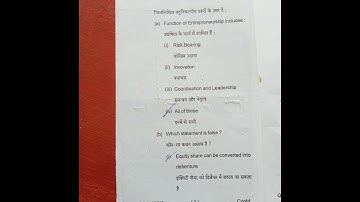 निम्नलिखित बहुविकल्पीय प्रश्नों के उत्तर दें :
(a) Function of Entrepreneurship includes :
उद्यमिता के कार्य में शामिल हैं :
(i) Risk Bearing
जोखिम उठाना
(ii) Innovation
नवाचार
(iii) Coordination and Leadership
समन्वय और नेतृत्व
(iv) All of these
इनमें से सभी
(b) Which statement is false ?
कौन-सा कथन असत्य है ?
(i) Equity share can be converted into
debenture
इक्विटी शेयर को डिबेंचर में बदला जा सकता
है
( 2 ) Contd